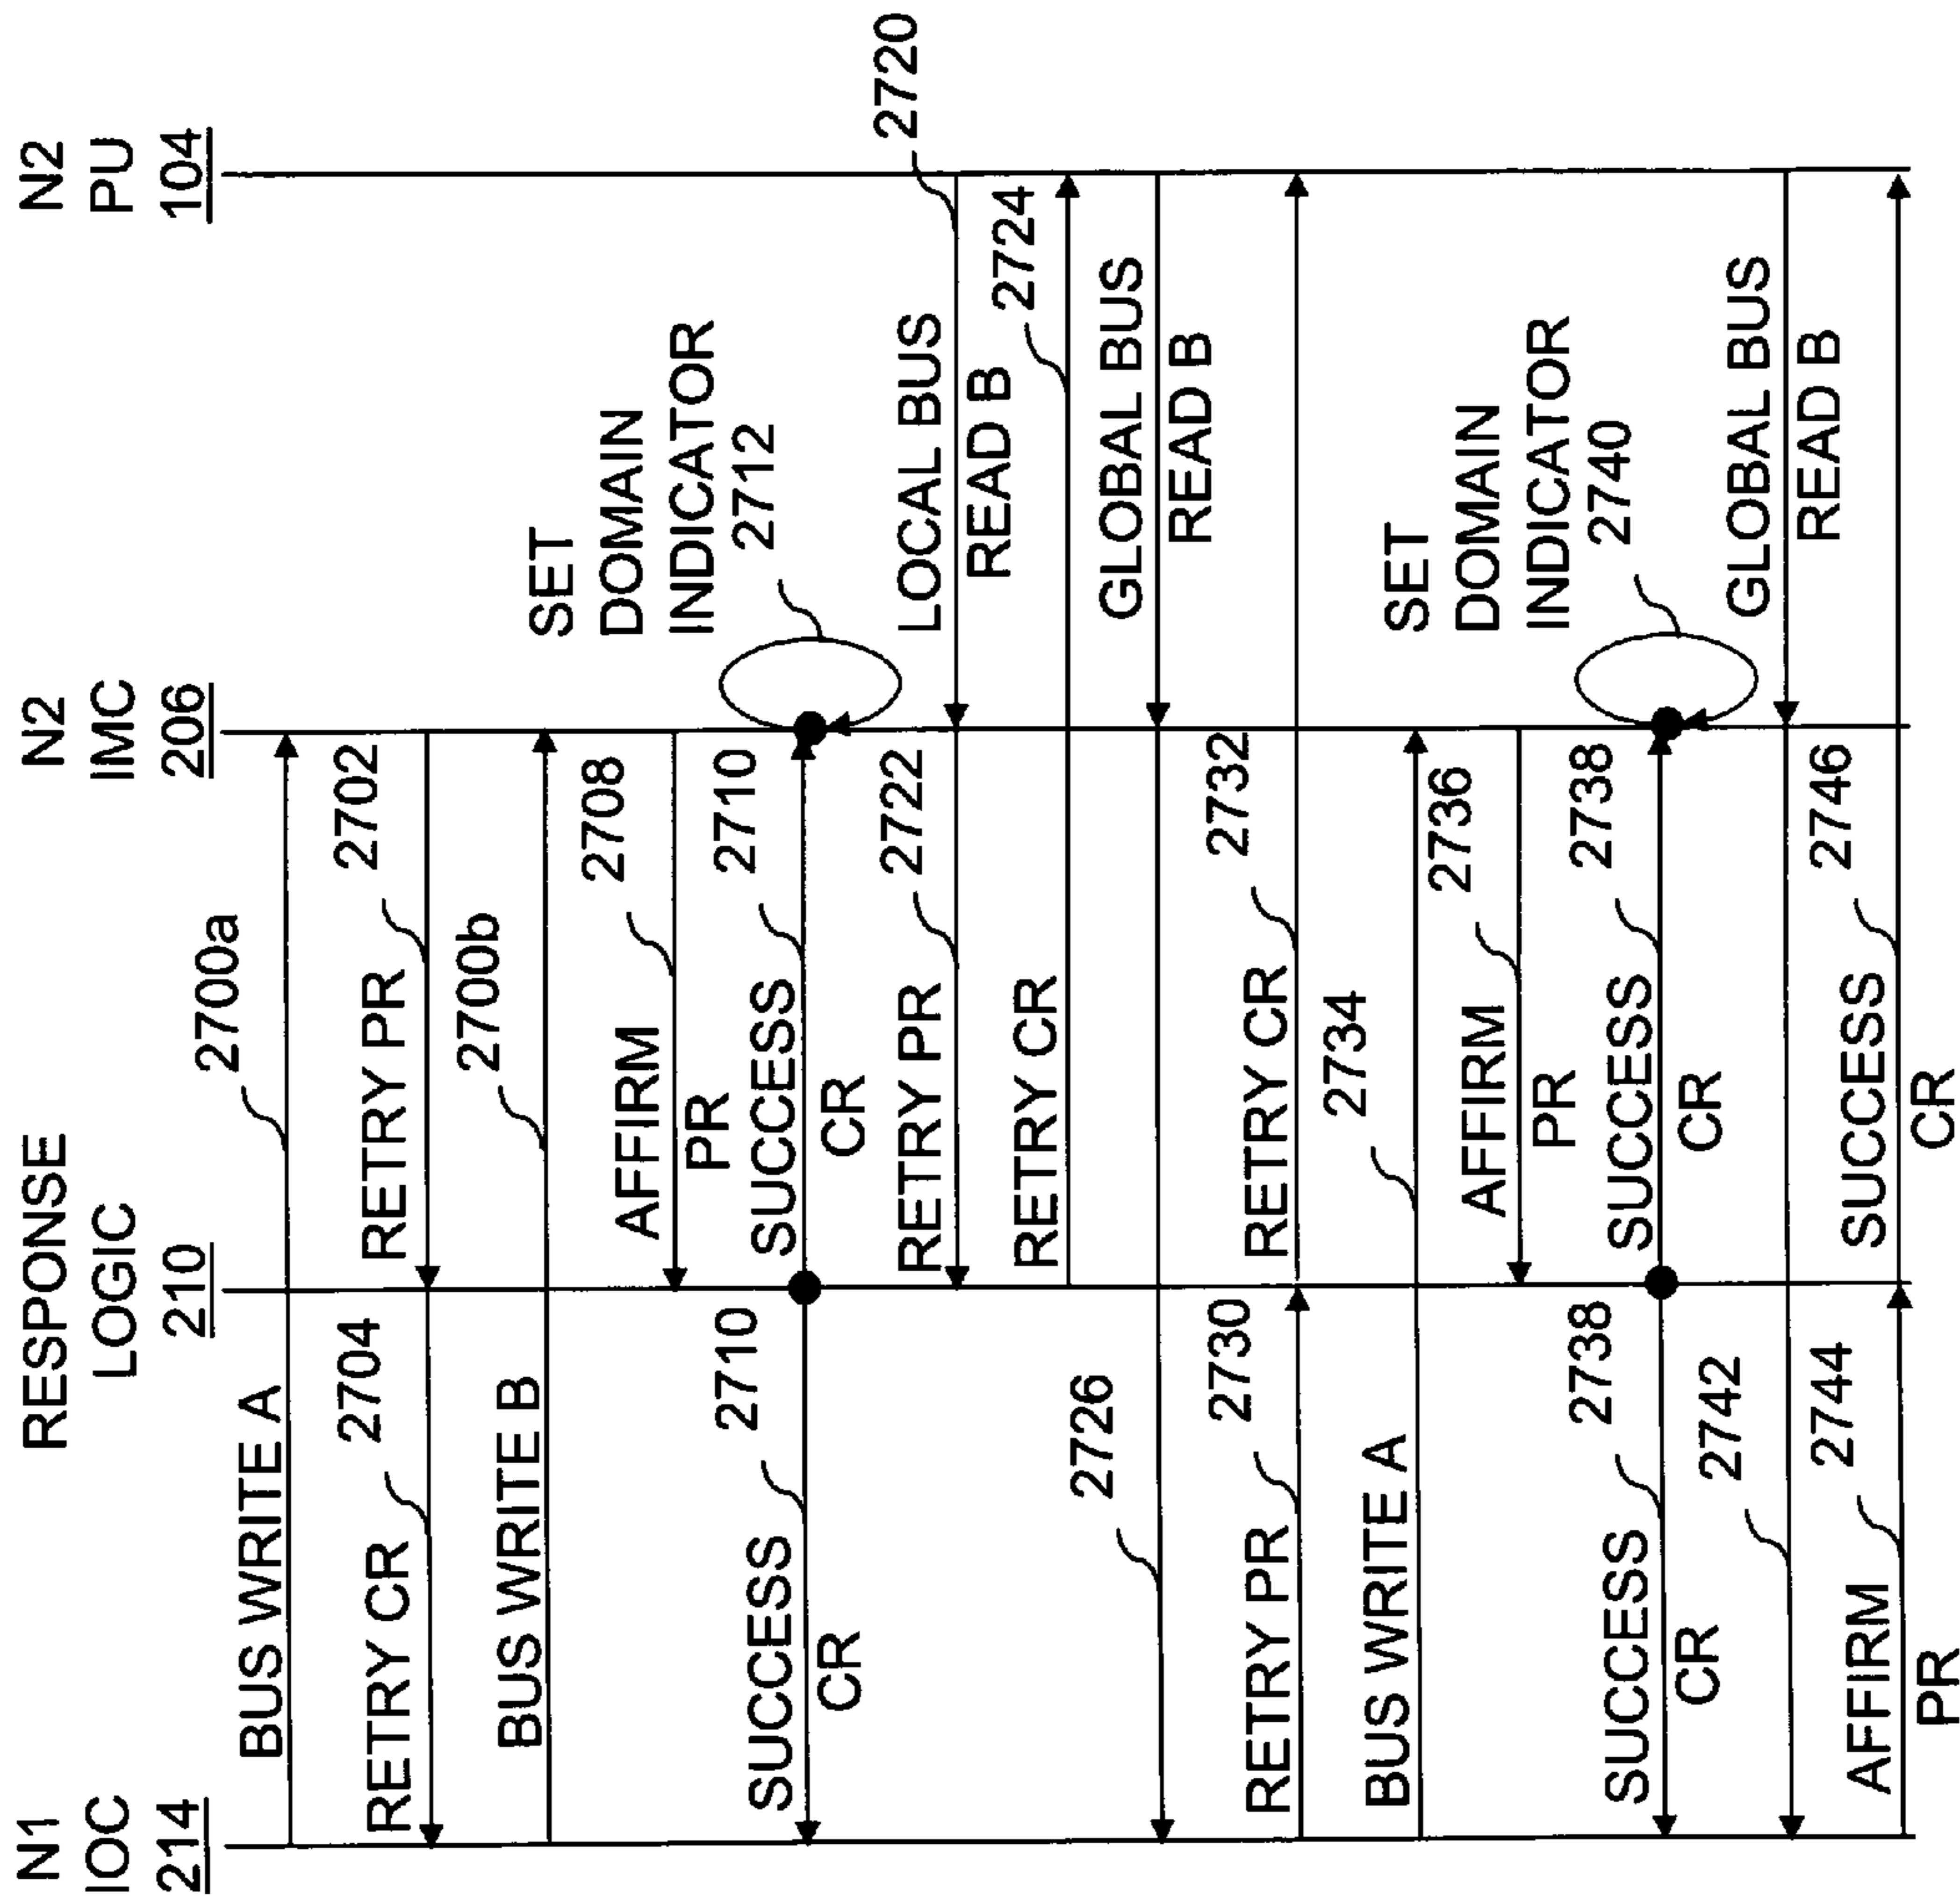 N1
IOC
214
RESPONSE
LOGIC
210
N2
IMC
206
N2
PU
104
2700a
BUS WRITE A
2702
RETRY PR
2704
RETRY CR
2700b
BUS WRITE B
2708
AFFIRM
PR
SET
DOMAIN
INDICATOR
2712
2710
SUCCESS
CR
2710
SUCCESS
CR
2720
LOCAL BUS
READ B
2722
RETRY PR
2724
RETRY CR
GLOBAL BUS
READ B
2726
2730
RETRY PR
2732
RETRY CR
2734
BUS WRITE A
2736
AFFIRM
PR
SET
DOMAIN
INDICATOR
2740
2738
SUCCESS
CR
2738
SUCCESS
CR
GLOBAL BUS
READ B
2742
2744
AFFIRM
PR
2746
SUCCESS
CR